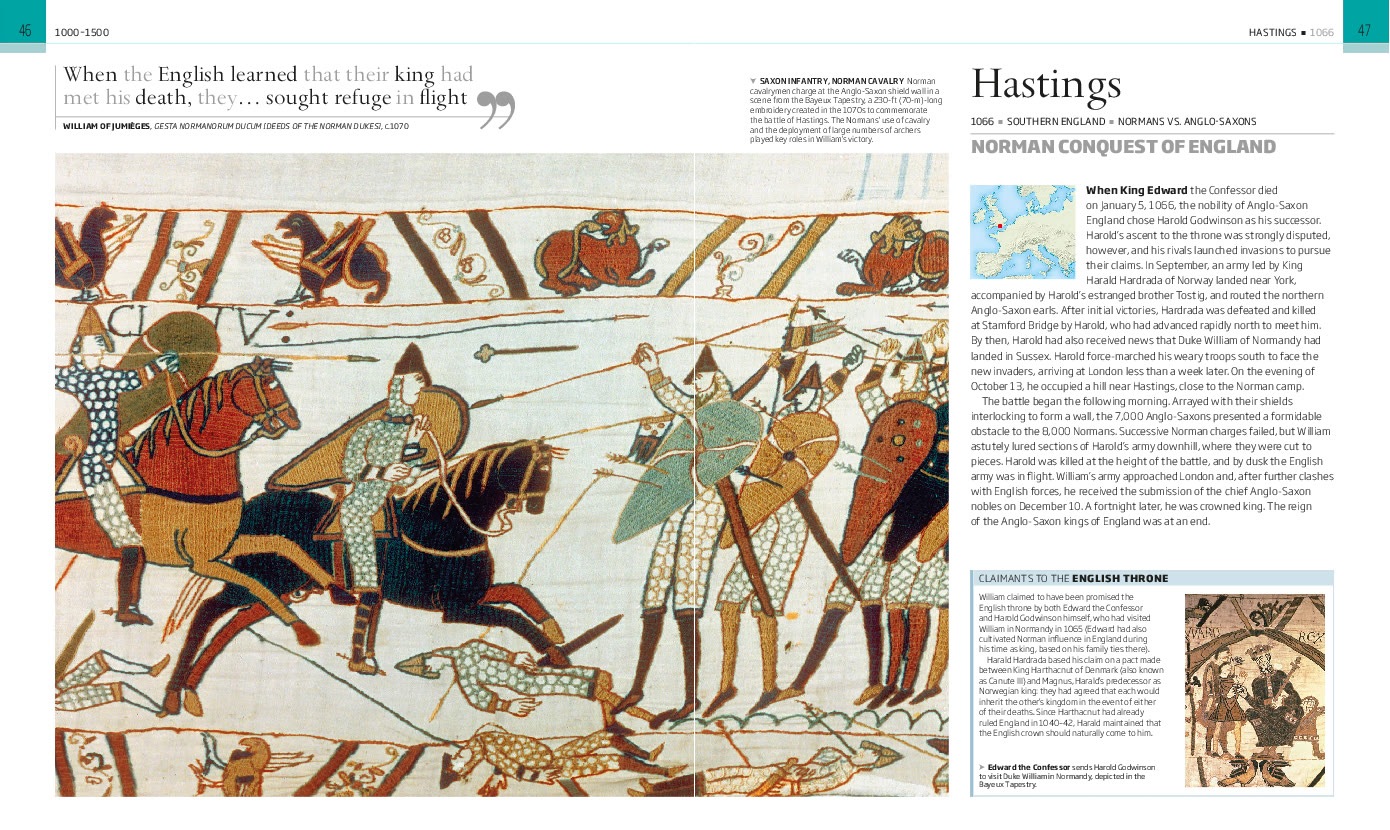 46
1000–1500
HASTINGS ■ 1066
47
When the English learned that their king had
met his death, they… sought refuge in flight ”
WILLIAM OF JUMIÈGES, GESTA NORMANORUM DUCUM (DEEDS OF THE NORMAN DUKES), c.1070
▼ SAXON INFANTRY, NORMAN CAVALRY Norman
cavalrymen charge at the Anglo-Saxon shield wall in a
scene from the Bayeux Tapestry, a 230-ft (70-m)-long
embroidery created in the 1070s to commemorate
the battle of Hastings. The Normans' use of cavalry
and the deployment of large numbers of archers
played key roles in William's victory.
Hastings
1066 ■ SOUTHERN ENGLAND ■ NORMANS VS. ANGLO-SAXONS
NORMAN CONQUEST OF ENGLAND
When King Edward the Confessor died
on January 5, 1066, the nobility of Anglo-Saxon
England chose Harold Godwinson as his successor.
Harold's ascent to the throne was strongly disputed,
however, and his rivals launched invasions to pursue
their claims. In September, an army led by King
Harald Hardrada of Norway landed near York,
accompanied by Harold's estranged brother Tostig, and routed the northern
Anglo-Saxon earls. After initial victories, Hardrada was defeated and killed
at Stamford Bridge by Harold, who had advanced rapidly north to meet him.
By then, Harold had also received news that Duke William of Normandy had
landed in Sussex. Harold force-marched his weary troops south to face the
new invaders, arriving at London less than a week later. On the evening of
October 13, he occupied a hill near Hastings, close to the Norman camp.
The battle began the following morning. Arrayed with their shields
interlocking to form a wall, the 7,000 Anglo-Saxons presented a formidable
obstacle to the 8,000 Normans. Successive Norman charges failed, but William
astutely lured sections of Harold's army downhill, where they were cut to
pieces. Harold was killed at the height of the battle, and by dusk the English
army was in flight. William's army approached London and, after further clashes
with English forces, he received the submission of the chief Anglo-Saxon
nobles on December 10. A fortnight later, he was crowned king. The reign
of the Anglo-Saxon kings of England was at an end.
CLAIMANTS TO THE ENGLISH THRONE
William claimed to have been promised the
English throne by both Edward the Confessor
and Harold Godwinson himself, who had visited
William in Normandy in 1065 (Edward had also
cultivated Norman influence in England during
his time as king, based on his family ties there).
Harald Hardrada based his claim on a pact made
between King Harthacnut of Denmark (also known
as Canute III) and Magnus, Harald's predecessor as
Norwegian king: they had agreed that each would
inherit the other's kingdom in the event of either
of their deaths. Since Harthacnut had already
ruled England in 1040–42, Harald maintained that
the English crown should naturally come to him.
➤ Edward the Confessor sends Harold Godwinson
to visit Duke William in Normandy, depicted in the
Bayeux Tapestry.
REX